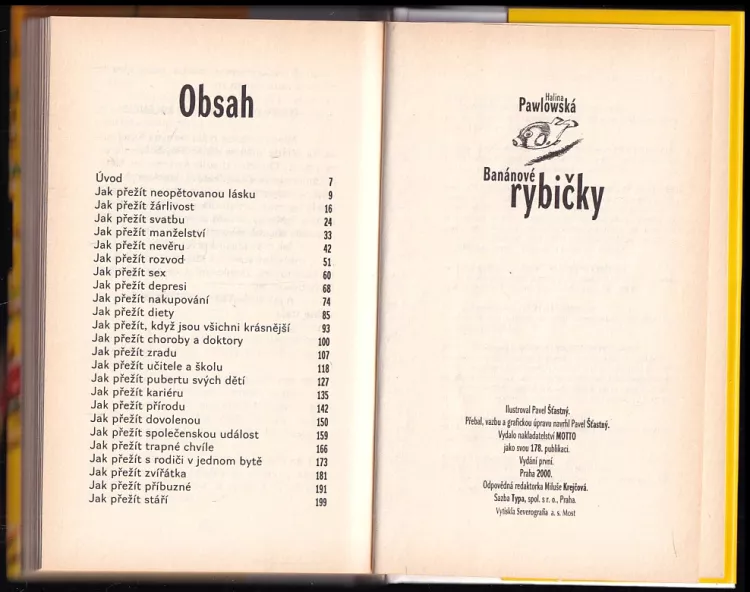 Obsah
Úvod 7
Jak přežít neopětovanou lásku 9
Jak přežít žárlivost 16
Jak přežít svatbu 24
Jak přežít manželství 33
Jak přežít nevěru 42
Jak přežít rozvod 51
Jak přežít sex 60
Jak přežít depresi 68
Jak přežít nakupování 74
Jak přežít diety 85
Jak přežít, když jsou všichni krásnější 93
Jak přežít choroby a doktory 100
Jak přežít zradu 107
Jak přežít učitele a školu 118
Jak přežít pubertu svých dětí 127
Jak přežít kariéru 135
Jak přežít přírodu 142
Jak přežít dovolenou 150
Jak přežít společenskou událost 159
Jak přežít trapné chvíle 166
Jak přežít s rodiči v jednom bytě 173
Jak přežít zvířátka 181
Jak přežít příbuzné 191
Jak přežít stáří 199
Halina
Pawlowská
Banánové
rybičky
Ilustroval Pavel Šťastný.
Přebal, vazbu a grafickou úpravu navrhl Pavel Šťastný.
Vydalo nakladatelství MOTTO
jako svou 178. publikaci.
Vydání první.
Praha 2000.
Odpovědná redaktorka Miluše Krejčová.
Sazba Typa, spol. s r. o., Praha.
Vytiskla Severografia a. s. Most